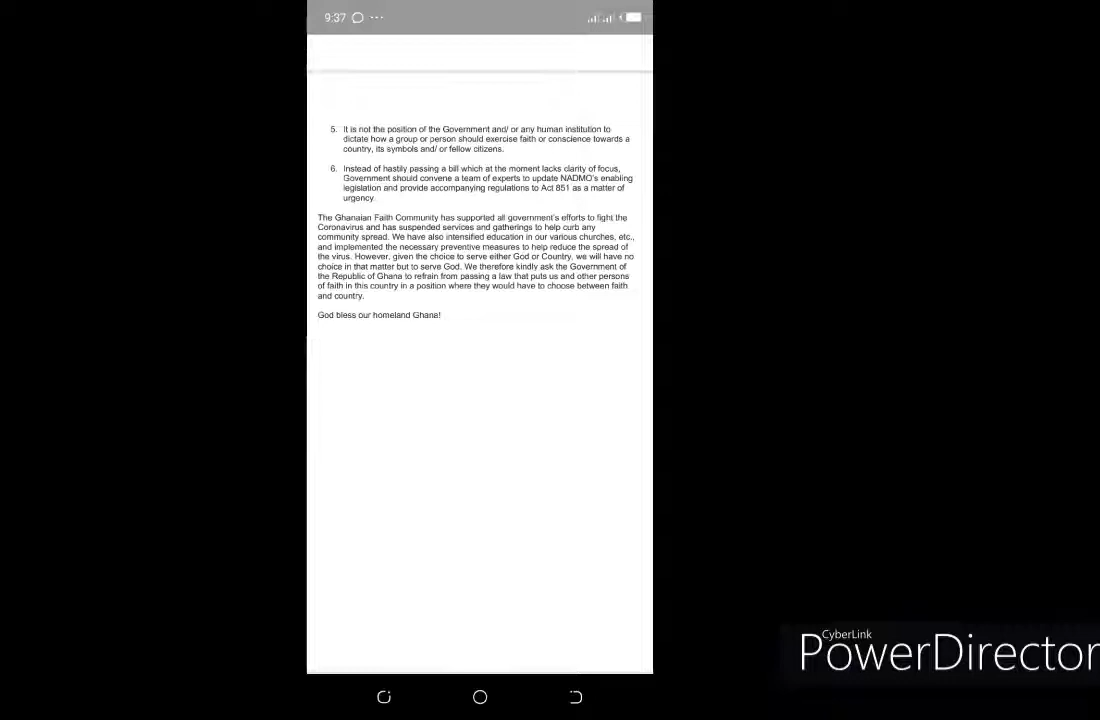 9:37
5. It is not the position of the Government and/ or any human institution to
dictate how a group or person should exercise faith or conscience towards a
country, its symbols and/ or fellow citizens.
6. Instead of hastily passing a bill which at the moment lacks clarity of focus,
Government should convene a team of experts to update NADMO's enabling
legislation and provide accompanying regulations to Act 851 as a matter of
urgency.
The Ghanaian Faith Community has supported all government's efforts to fight the
Coronavirus and has suspended services and gatherings to help curb any
community spread. We have also intensified education in our various churches, etc.,
and implemented the necessary preventive measures to help reduce the spread of
the virus. However, given the choice to serve either God or Country, we will have no
choice in that matter but to serve God. We therefore kindly ask the Government of
the Republic of Ghana to refrain from passing a law that puts us and other persons
of faith in this country in a position where they would have to choose between faith
and country.
God bless our homeland Ghana!
CyberLink
PowerDirector